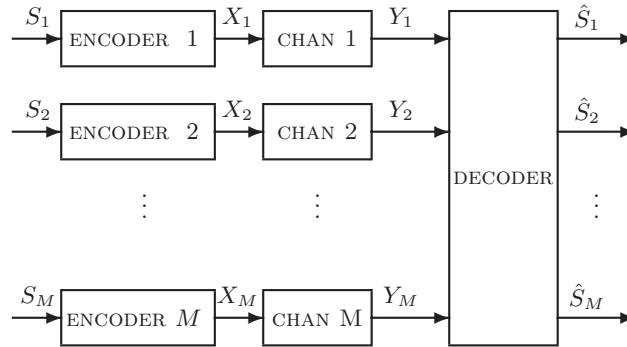 S₁ ENCODER 1 X₁ CHAN 1 Y₁ Ŝ₁
S₂ ENCODER 2 X₂ CHAN 2 Y₂ Ŝ₂
DECODER
⋮ ⋮ ⋮
S_M ENCODER M X_M CHAN M Y_M Ŝ_M